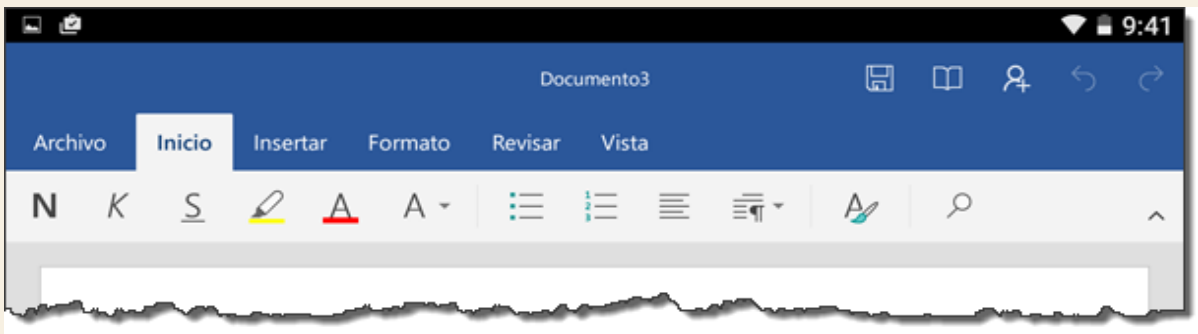 9:41
Documento3
Archivo Inicio Insertar Formato Revisar Vista
N K S A A A